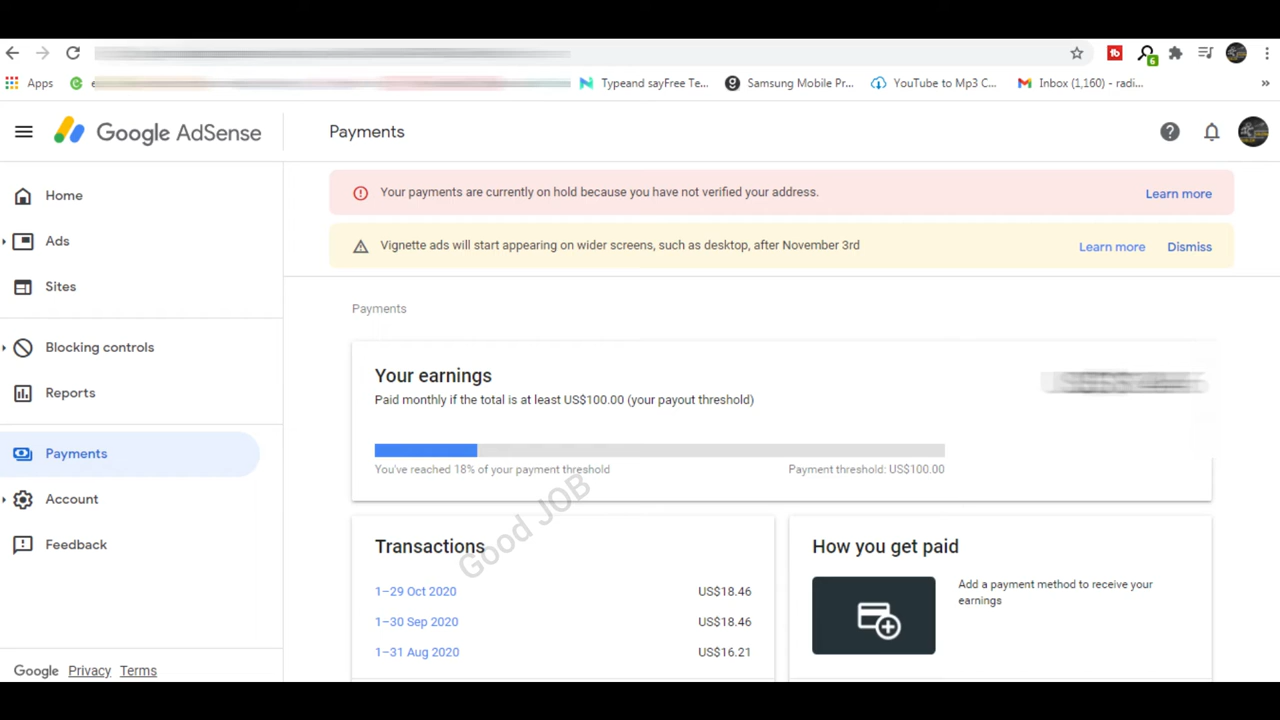 Apps
Typeand sayFree Te...
Samsung Mobile Pr...
YouTube to Mp3 C...
Inbox (1,160) - radi...
»
6
Google AdSense
Payments
Home
Ads
Sites
Blocking controls
Reports
Payments
Account
Feedback
Google Privacy Terms
Your payments are currently on hold because you have not verified your address.
Learn more
Vignette ads will start appearing on wider screens, such as desktop, after November 3rd
Learn more Dismiss
Payments
Your earnings
Paid monthly if the total is at least US$100.00 (your payout threshold)
You've reached 18% of your payment threshold
Payment threshold: US$100.00
Good JOB
Transactions
1–29 Oct 2020 US$18.46
1–30 Sep 2020 US$18.46
1–31 Aug 2020 US$16.21
How you get paid
Add a payment method to receive your
earnings